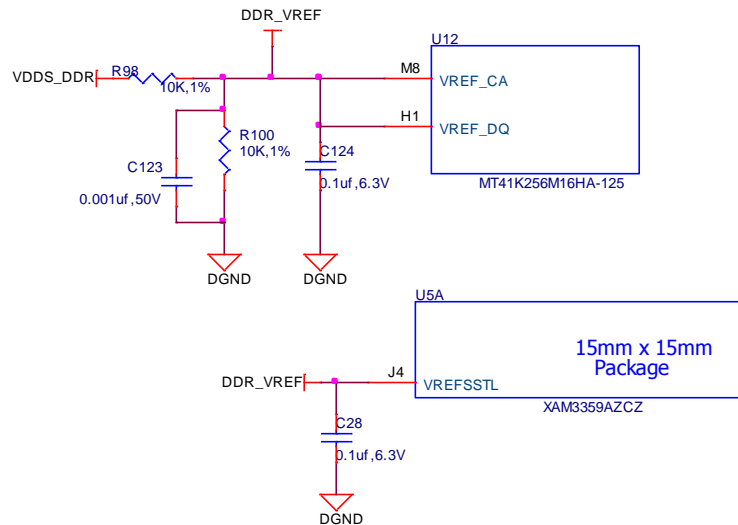 DDR_VREF
U12
VDDS_DDR
R98
10K,1%
M8
VREF_CA
H1
VREF_DQ
R100
10K,1%
C124
0.1uf,6.3V
C123
0.001uf,50V
MT41K256M16HA-125
DGND
DGND
U5A
15mm x 15mm
Package
DDR_VREF
J4
VREFSSTL
XAM3359AZCZ
C28
0.1uf,6.3V
DGND